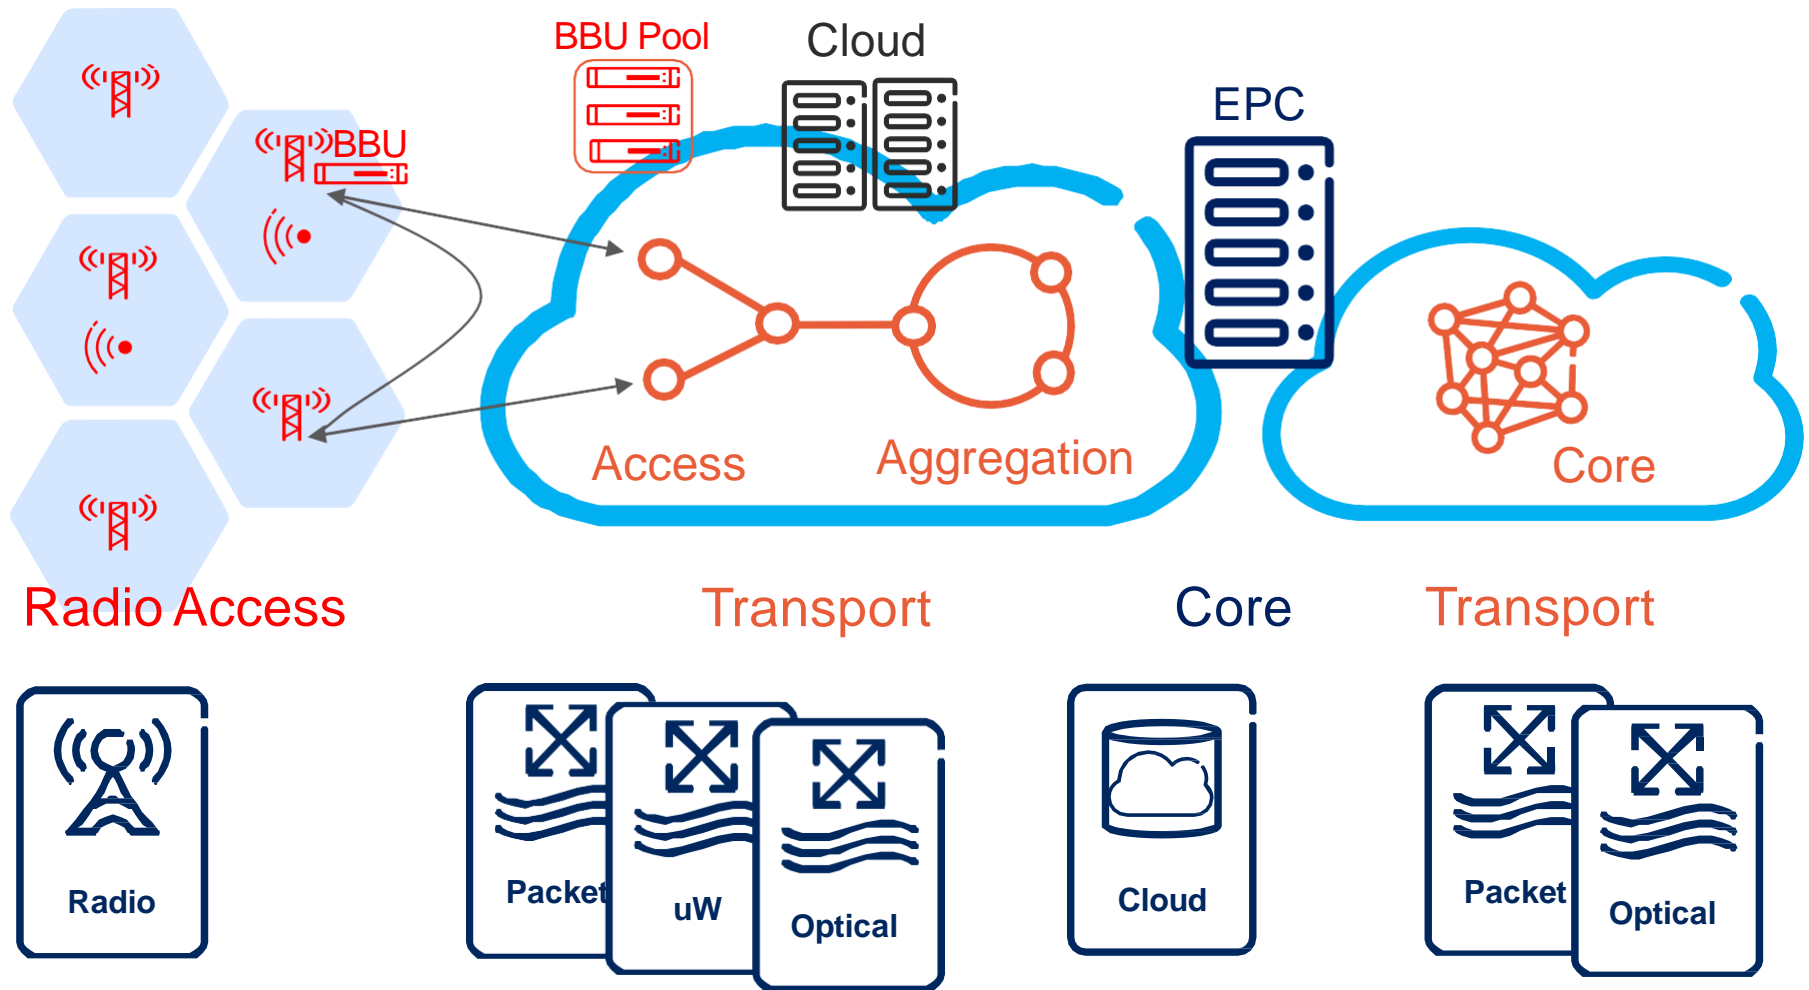 BBU Pool
Cloud
EPC
BBU
Access
Aggregation
Core
Radio Access
Transport
Core
Transport
Radio
Packet
uW
Optical
Cloud
Packet
Optical